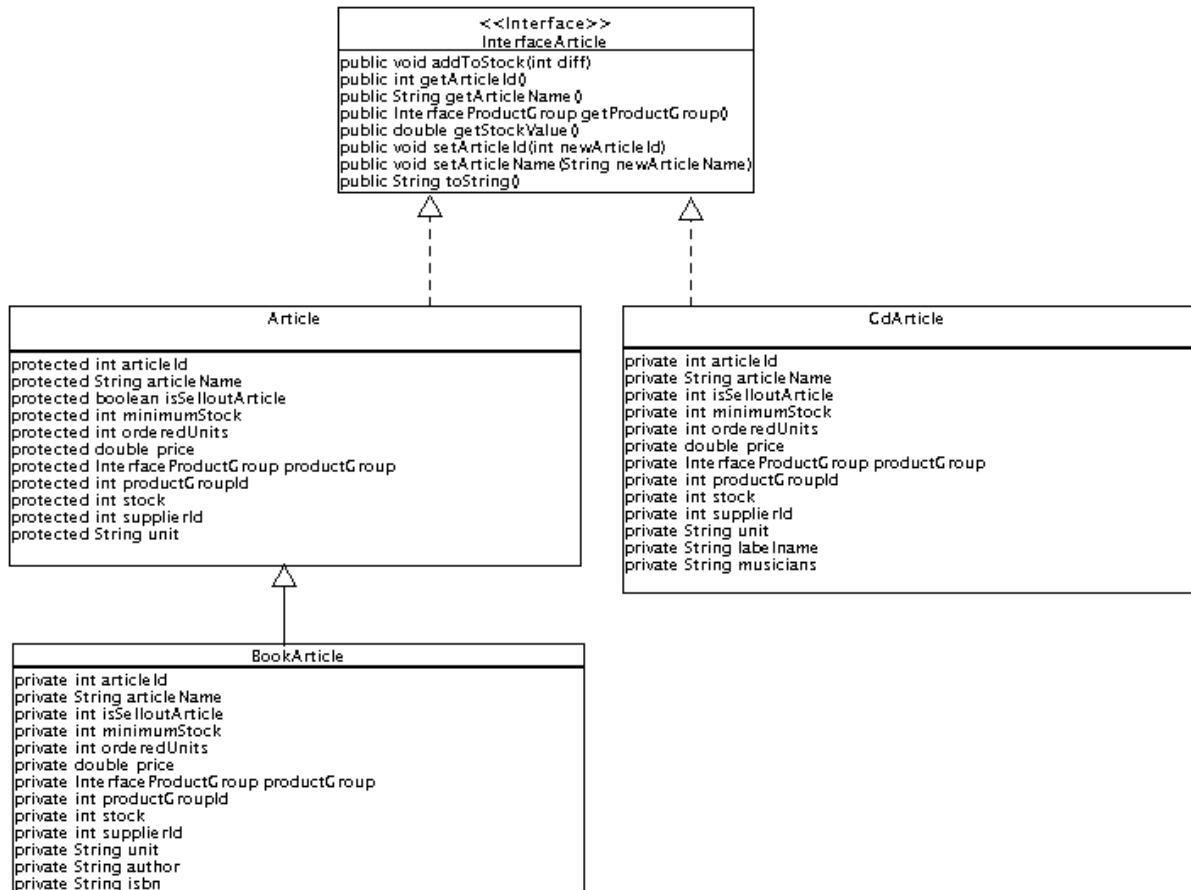 <<Interface>>
InterfaceArticle
public void addToStock(int diff)
public int getArticleId()
public String getArticleName()
public InterfaceProductGroup getProductGroup()
public double getStockValue()
public void setArticleId(int newArticleId)
public void setArticleName(String newArticleName)
public String toString()
Article
protected int articleId
protected String articleName
protected boolean isSelloutArticle
protected int minimumStock
protected int orderedUnits
protected double price
protected InterfaceProductGroup productGroup
protected int productGroupId
protected int stock
protected int supplierId
protected String unit
CdArticle
private int articleId
private String articleName
private int isSelloutArticle
private int minimumStock
private int orderedUnits
private double price
private InterfaceProductGroup productGroup
private int productGroupId
private int stock
private int supplierId
private String unit
private String labelname
private String musicians
BookArticle
private int articleId
private String articleName
private int isSelloutArticle
private int minimumStock
private int orderedUnits
private double price
private InterfaceProductGroup productGroup
private int productGroupId
private int stock
private int supplierId
private String unit
private String author
private String isbn